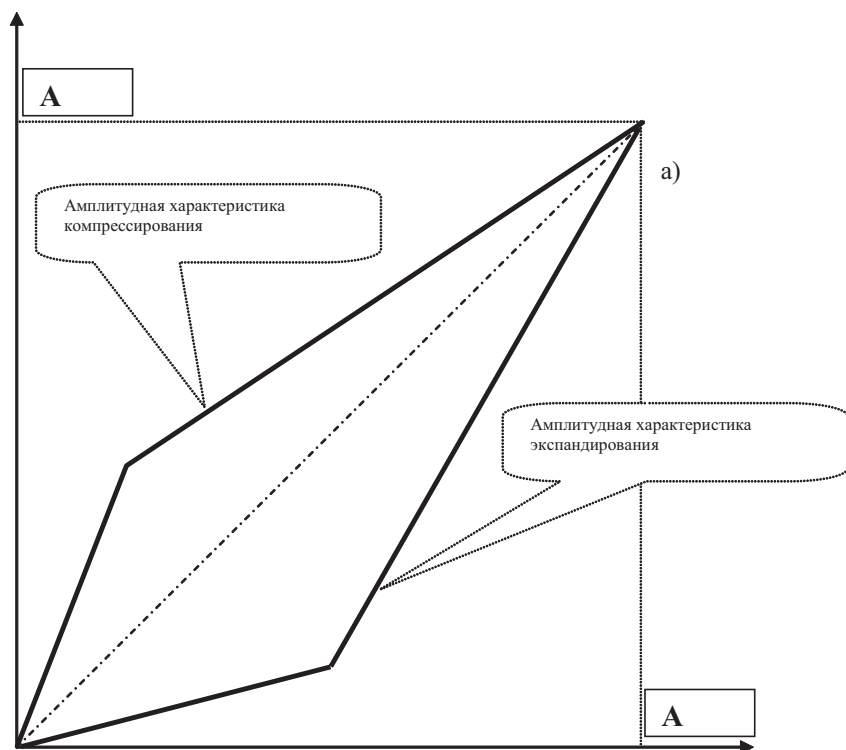 А
а)
Амплитудная характеристика
компрессирования
Амплитудная характеристика
экспандирования
А